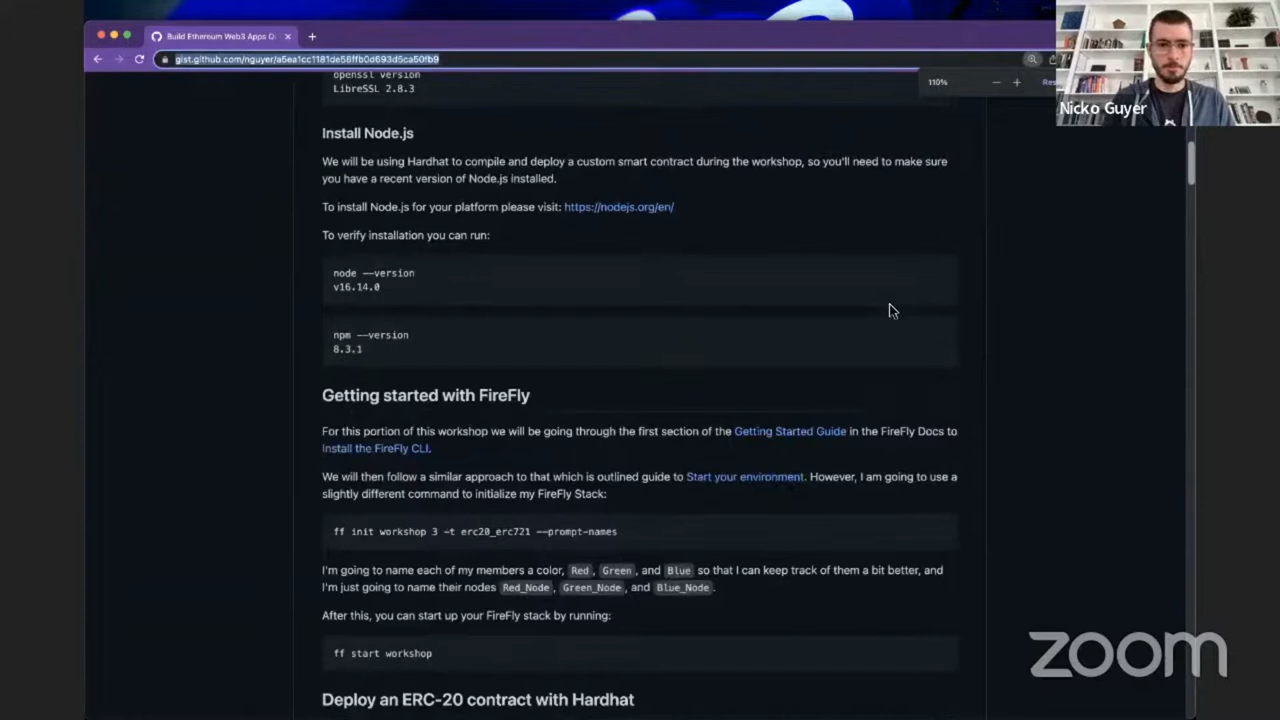 Build Ethereum Web3 Apps Q
gist.github.com/nguyer/a5ea1cc1181de58ffb0d693d5ca50fb9
110%
Res
Nicko Guyer
openssl version
LibreSSL 2.8.3
Install Node.js
We will be using Hardhat to compile and deploy a custom smart contract during the workshop, so you'll need to make sure
you have a recent version of Node.js installed.
To install Node.js for your platform please visit: https://nodejs.org/en/
To verify installation you can run:
node --version
v16.14.0
npm --version
8.3.1
Getting started with FireFly
For this portion of this workshop we will be going through the first section of the Getting Started Guide in the FireFly Docs to
Install the FireFly CLI.
We will then follow a similar approach to that which is outlined guide to Start your environment. However, I am going to use a
slightly different command to initialize my FireFly Stack:
ff init workshop 3 -t erc20_erc721 --prompt-names
I'm going to name each of my members a color, Red, Green, and Blue so that I can keep track of them a bit better, and
I'm just going to name their nodes Red_Node, Green_Node, and Blue_Node.
After this, you can start up your FireFly stack by running:
ff start workshop
zoom
Deploy an ERC-20 contract with Hardhat